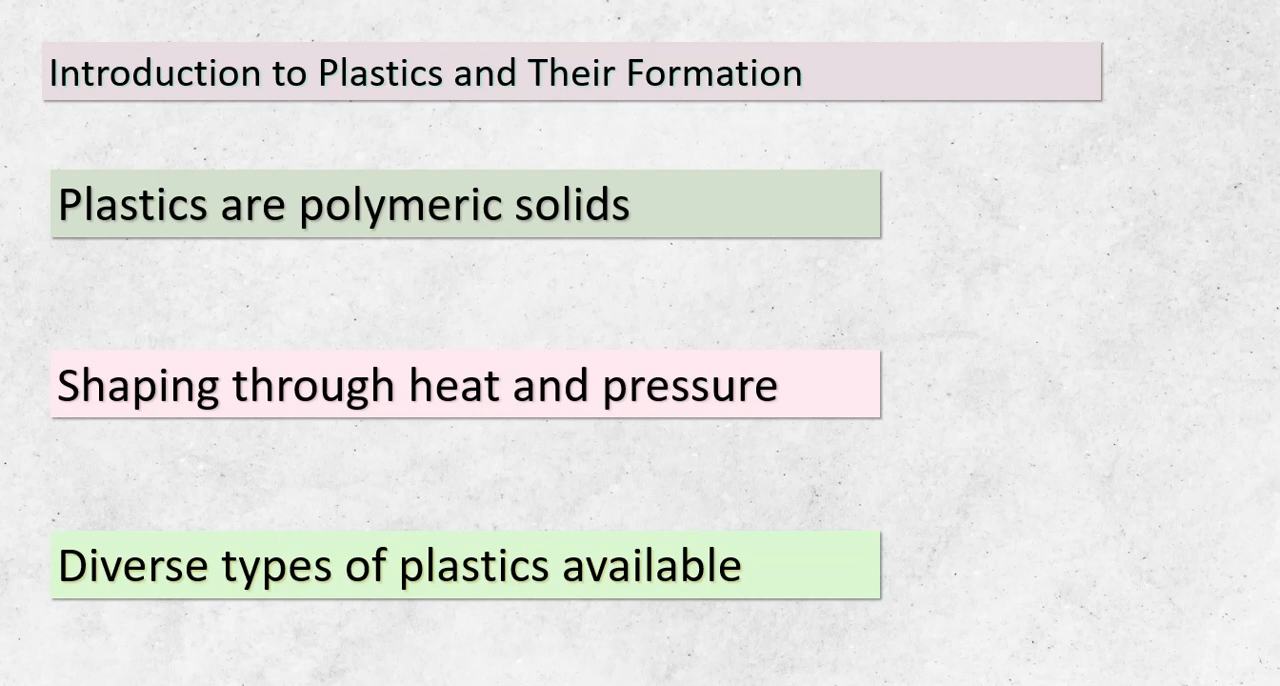 Introduction to Plastics and Their Formation
Plastics are polymeric solids
Shaping through heat and pressure
Diverse types of plastics available